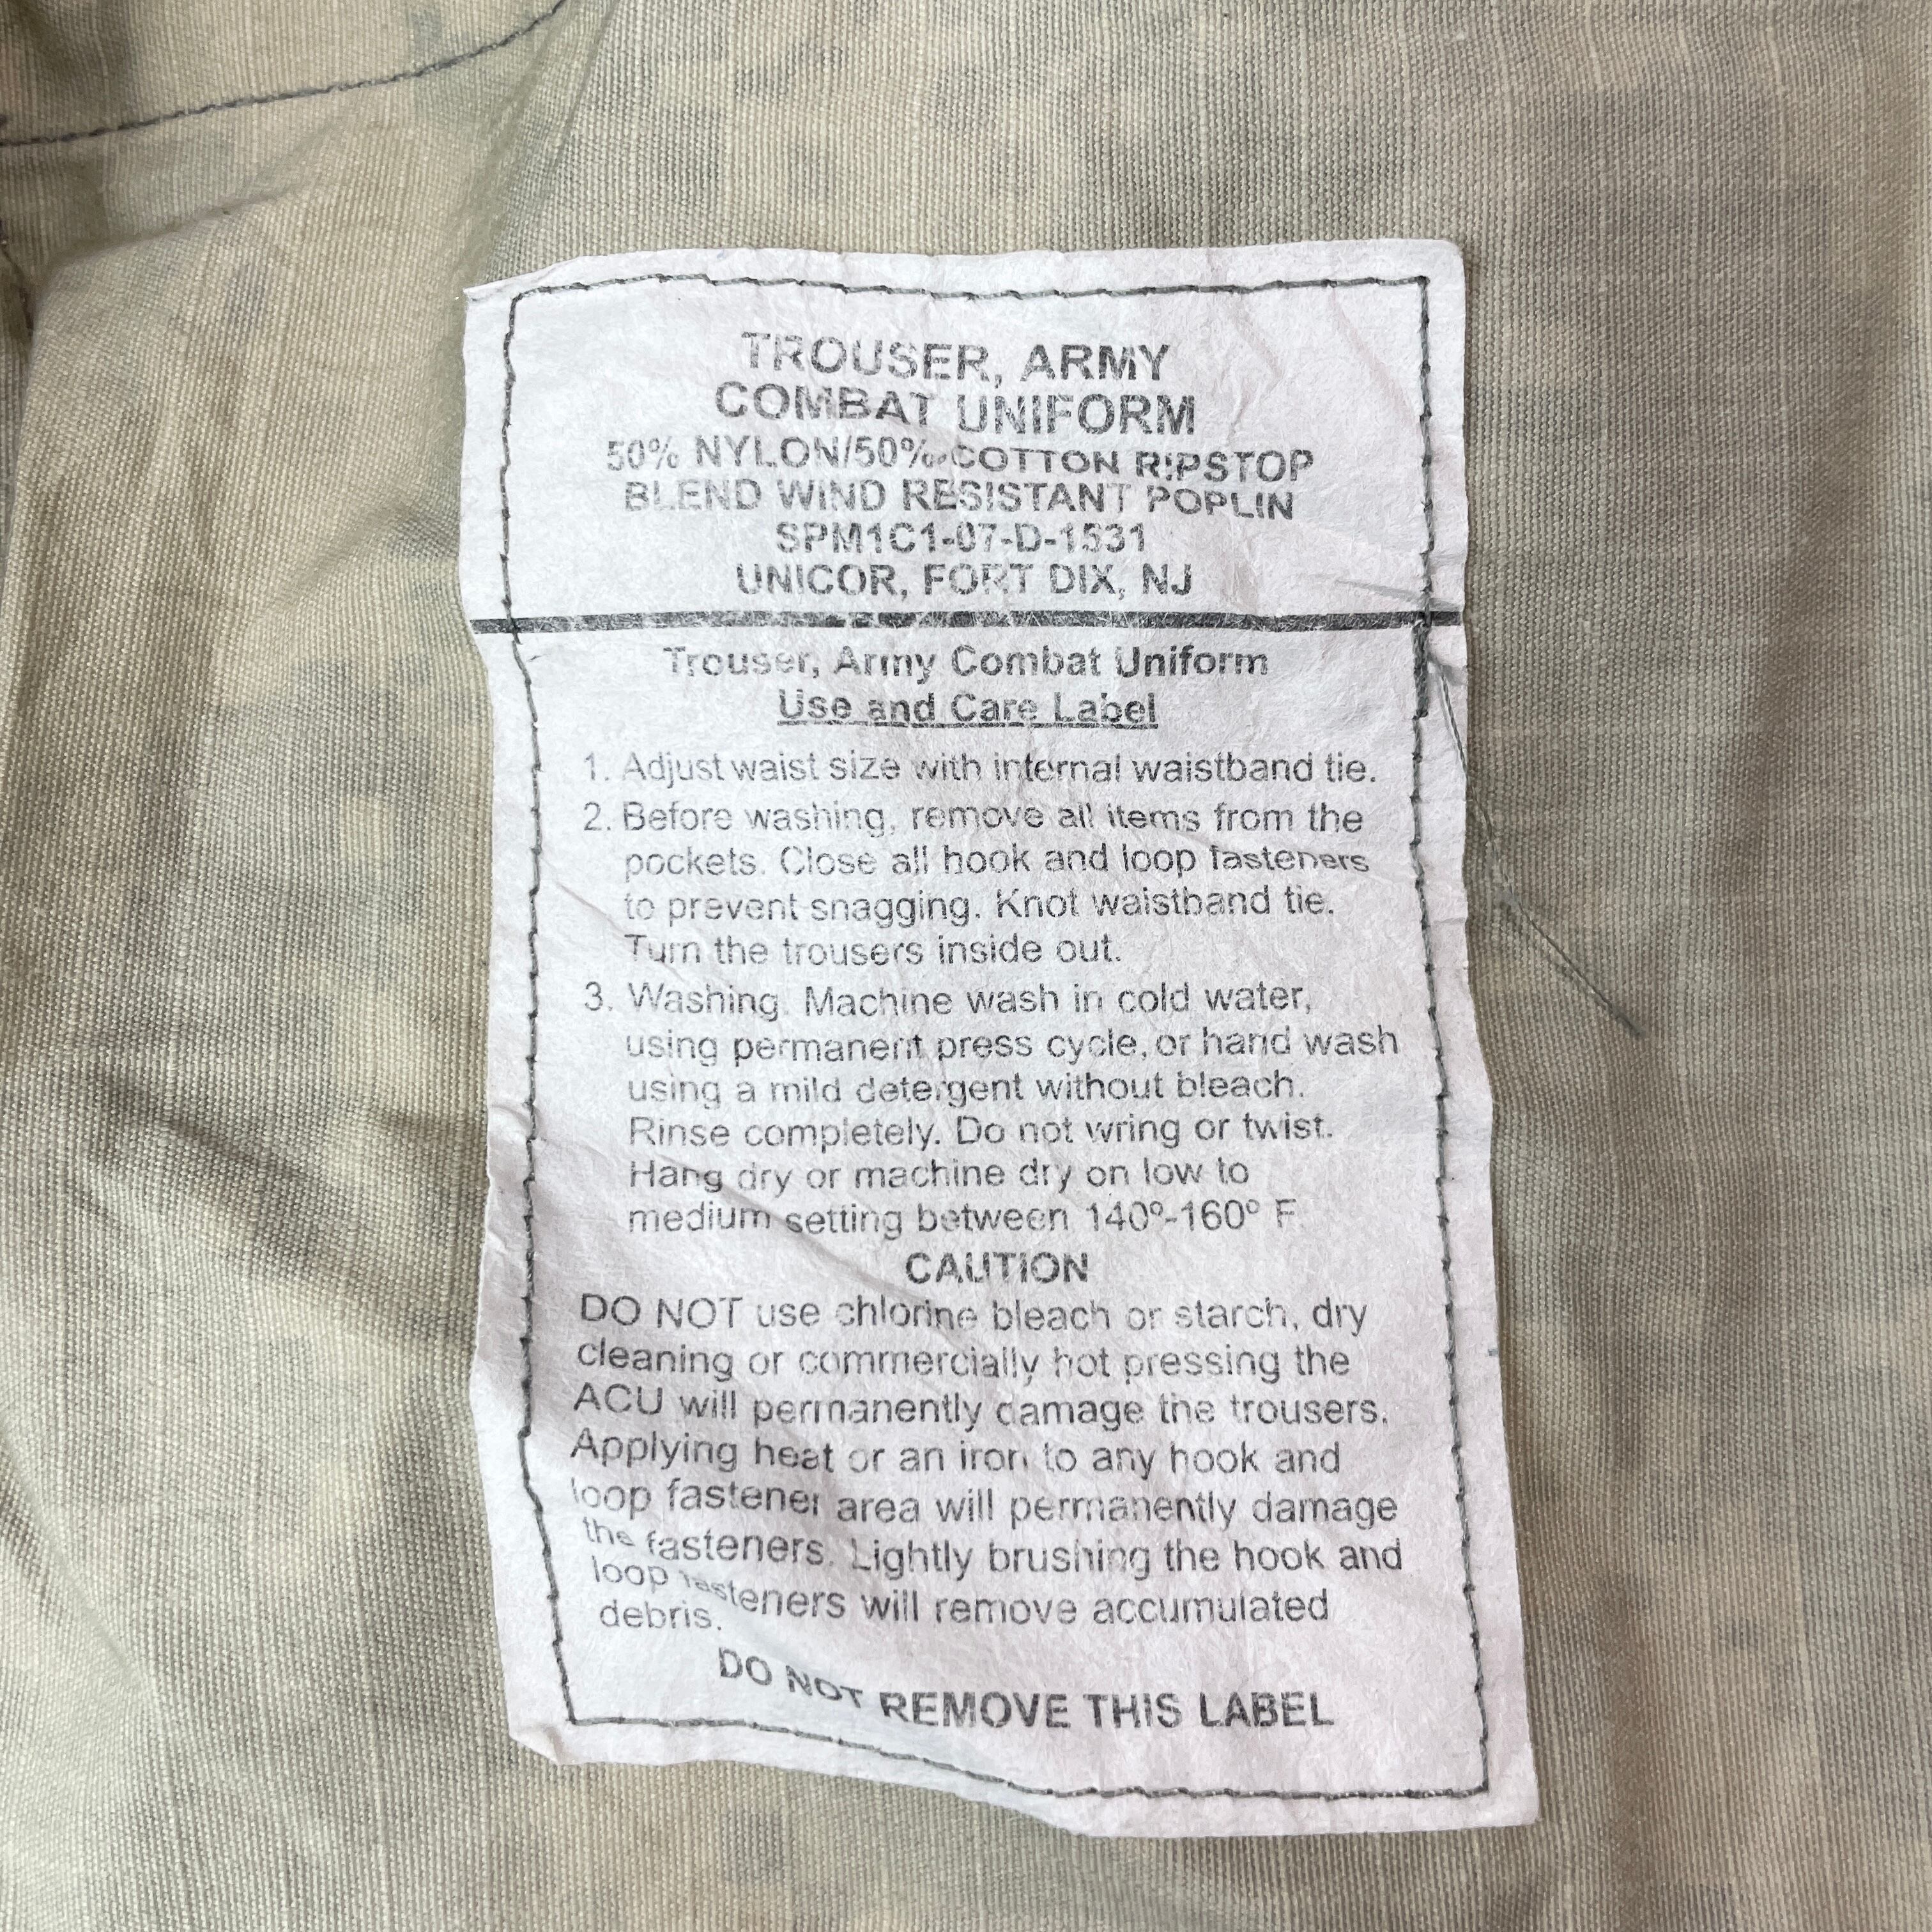 TROUSER, ARMY
COMBAT UNIFORM
50% NYLON/50% COTTON RIPSTOP
BLEND WIND RESISTANT POPLIN
SPM1C1-07-D-1531
UNICOR, FORT DIX, NJ
Trouser, Army Combat Uniform
Use and Care Label
1. Adjust waist size with internal waistband tie.
2. Before washing, remove all items from the
pockets. Close all hook and loop fasteners
to prevent snagging. Knot waistband tie.
Turn the trousers inside out.
3. Washing. Machine wash in cold water,
using permanent press cycle, or hand wash
using a mild detergent without bleach.
Rinse completely. Do not wring or twist.
Hang dry or machine dry on low to
medium setting between 140º-160º F.
CAUTION
DO NOT use chlorine bleach or starch, dry
cleaning or commercially hot pressing the
ACU will permanently damage the trousers.
Applying heat or an iron to any hook and
loop fastener area will permanently damage
the fasteners. Lightly brushing the hook and
loop fasteners will remove accumulated
debris.
DO NOT REMOVE THIS LABEL